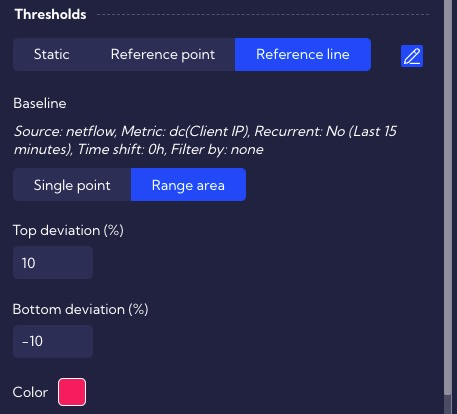 Thresholds
Static Reference point Reference line
Baseline
Source: netflow, Metric: dc(Client IP), Recurrent: No (Last 15
minutes), Time shift: 0h, Filter by: none
Single point Range area
Top deviation (%)
10
Bottom deviation (%)
-10
Color